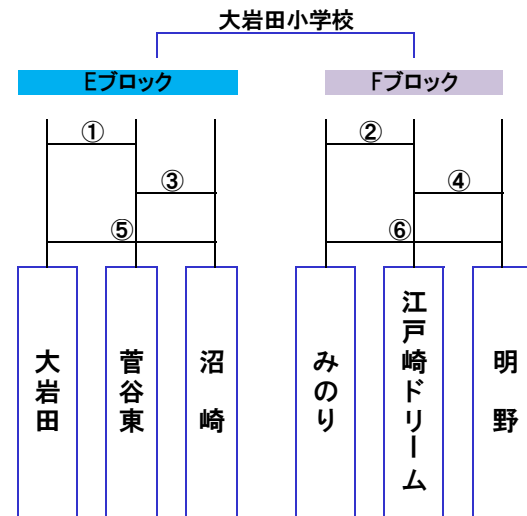 大岩田小学校
Eブロック
Fブロック
①
②
③
④
⑤
⑥
大岩田
菅谷東
沼崎
みのり
江戸崎ドリーム
明野